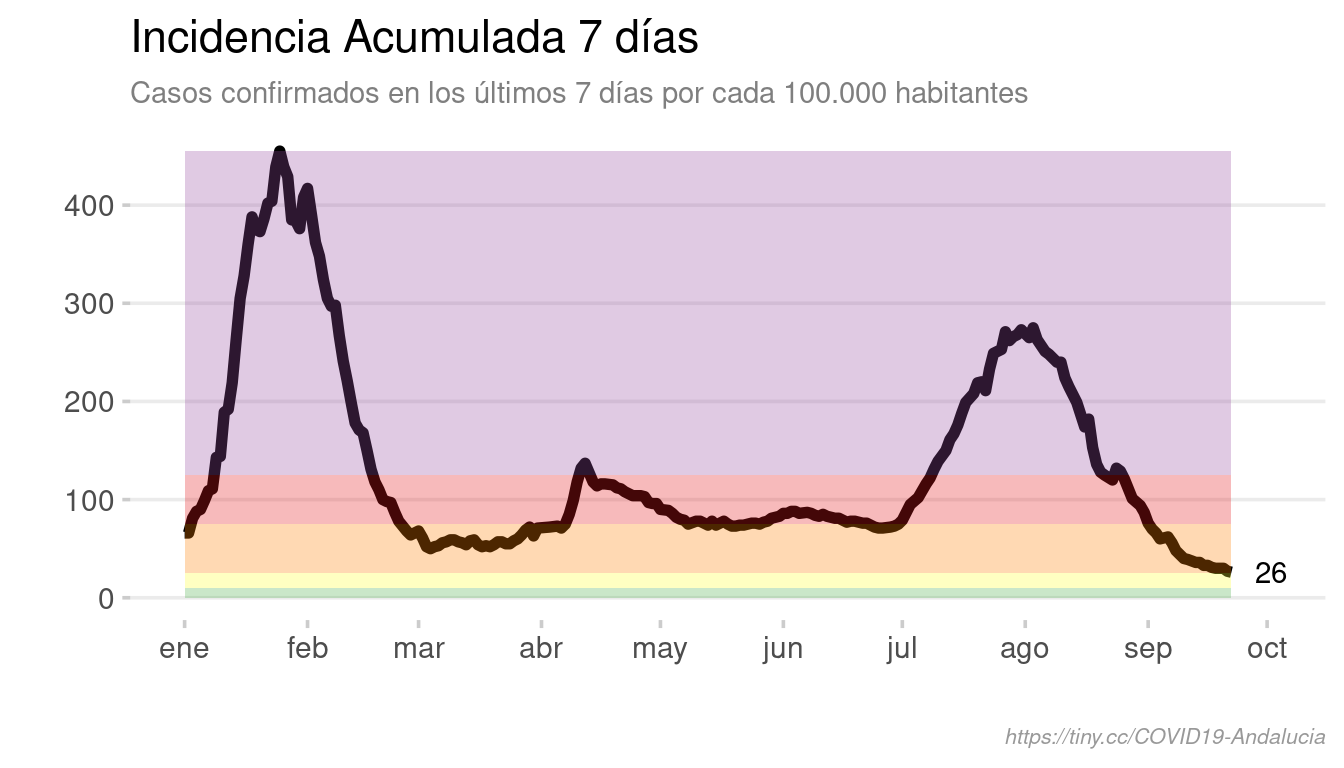 Incidencia Acumulada 7 días
Casos confirmados en los últimos 7 días por cada 100.000 habitantes
400
300
200
100
0
26
ene feb mar abr may jun jul ago sep oct
https://tiny.cc/COVID19-Andalucia